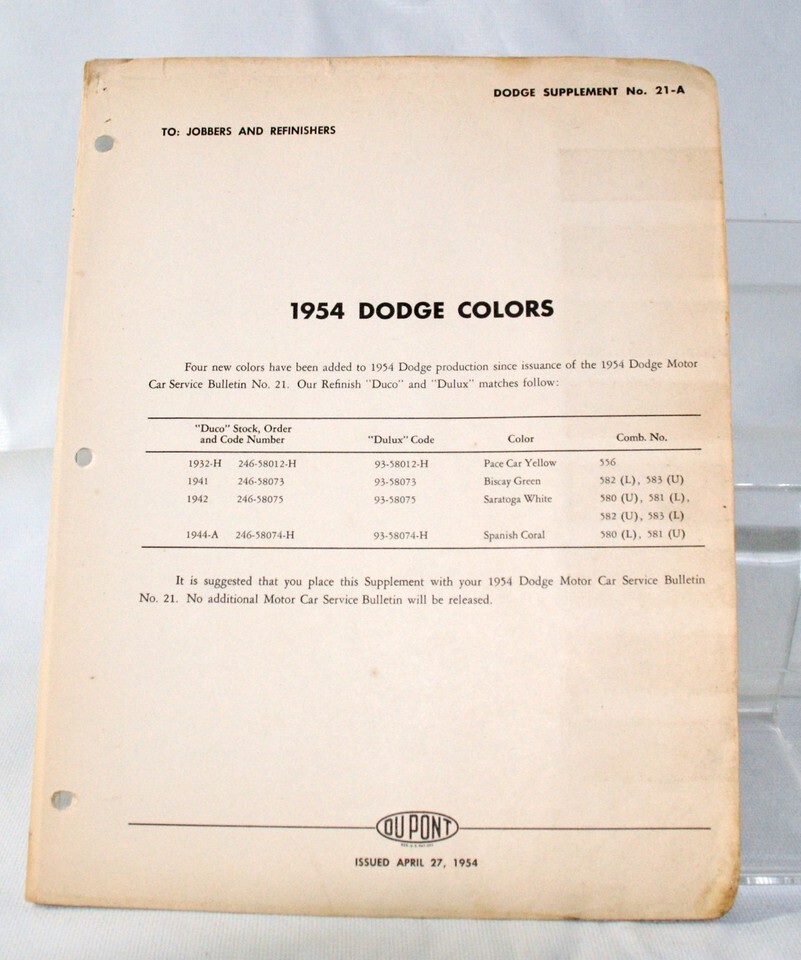 DODGE SUPPLEMENT No. 21-A
TO: JOBBERS AND REFINISHERS
1954 DODGE COLORS
Four new colors have been added to 1954 Dodge production since issuance of the 1954 Dodge Motor
Car Service Bulletin No. 21. Our Refinish "Duco" and "Dulux" matches follow:
"Duco" Stock, Order
and Code Number "Dulux" Code Color Comb. No.
1932-H 246-58012-H 93-58012-H Pace Car Yellow 556
1941 246-58073 93-58073 Biscay Green 582 (L), 583 (U)
1942 246-58075 93-58075 Saratoga White 580 (U), 581 (L),
582 (U), 583 (L)
1944-A 246-58074-H 93-58074-H Spanish Coral 580 (L), 581 (U)
It is suggested that you place this Supplement with your 1954 Dodge Motor Car Service Bulletin
No. 21. No additional Motor Car Service Bulletin will be released.
DU PONT
ISSUED APRIL 27, 1954